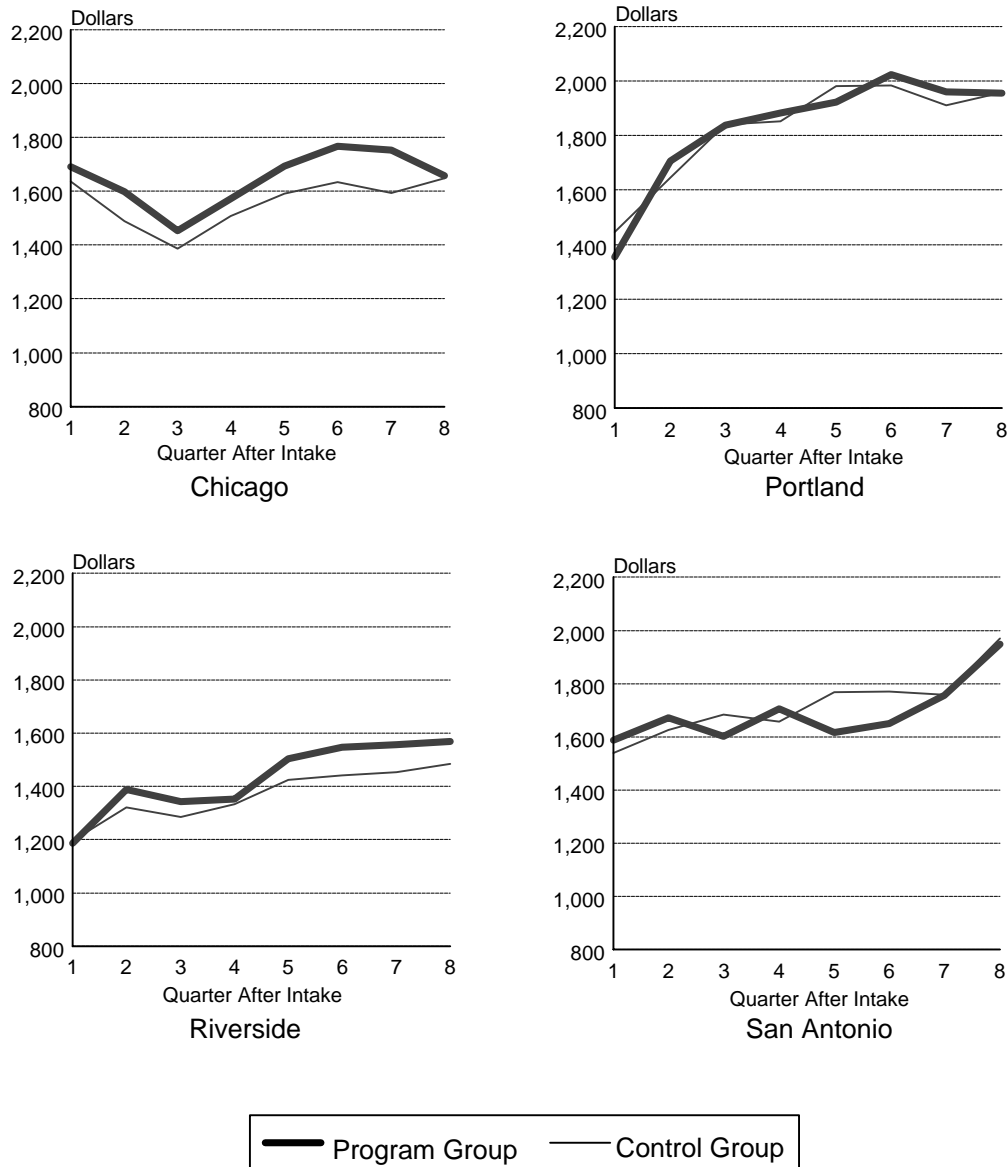 Dollars
2,200
2,000
1,800
1,600
1,400
1,200
1,000
800
1 2 3 4 5 6 7 8
Quarter After Intake
Chicago
Dollars
2,200
2,000
1,800
1,600
1,400
1,200
1,000
800
1 2 3 4 5 6 7 8
Quarter After Intake
Portland
Dollars
2,200
2,000
1,800
1,600
1,400
1,200
1,000
800
1 2 3 4 5 6 7 8
Quarter After Intake
Riverside
Dollars
2,200
2,000
1,800
1,600
1,400
1,200
1,000
800
1 2 3 4 5 6 7 8
Quarter After Intake
San Antonio
Program Group Control Group